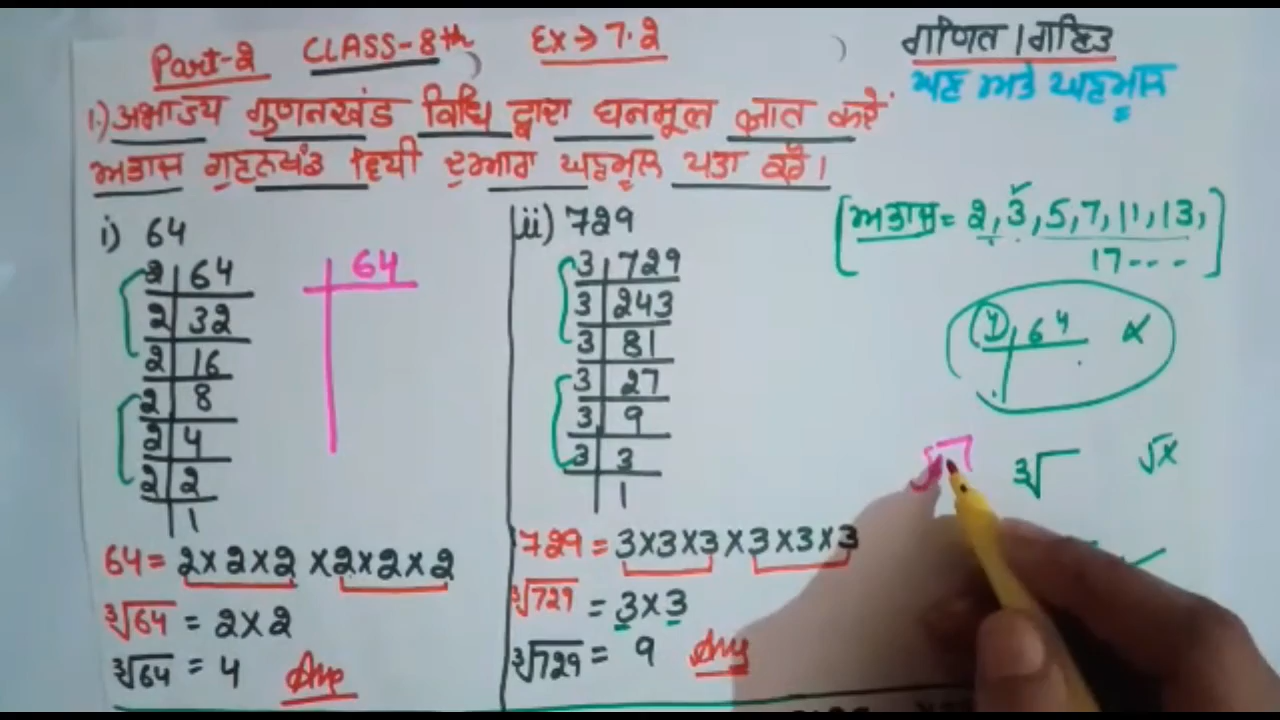 Part-2 CLASS-8th Ex→7.2
गणित
ਗਣਿਤ।गणित
ਘਣ ਅਤੇ ਘਣਮੂਲ
1.) अभाज्य गुणनखंड विधि द्वारा घनमूल ज्ञात करें
ਅਭਾਜ ਗੁਣਨਖੰਡ ਵਿਧੀ ਦੁਆਰਾ ਘਣਮੂਲ ਪਤਾ ਕਰੋ।
i) 64
2 | 64
2 | 32
2 | 16
2 | 8
2 | 4
2 | 2
| 1
64 = 2×2×2 ×2×2×2
∛64 = 2×2
∛64 = 4 Ans
64
(ii) 729
3 | 729
3 | 243
3 | 81
3 | 27
3 | 9
3 | 3
| 1
729 = 3×3×3×3×3×3
∛729 = 3×3
∛729 = 9 Ans
[ਅਭਾਜ = 2, 3, 5, 7, 11, 13,
17---]
64
∛ √x